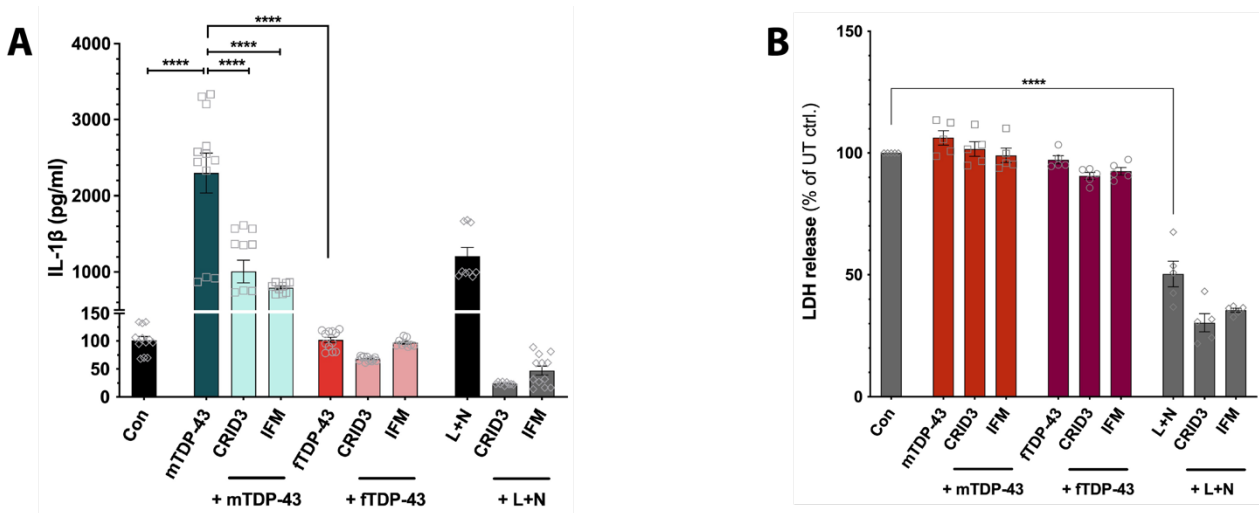 A
IL-1β (pg/ml)
4000
3000
2000
1000
150
100
50
0
****
****
****
****
Con
mTDP-43
CRID3
IFM
fTDP-43
CRID3
IFM
L+N
CRID3
IFM
+ mTDP-43
+ fTDP-43
+ L+N
B
LDH release (% of UT ctrl.)
150
100
50
0
****
Con
mTDP-43
CRID3
IFM
fTDP-43
CRID3
IFM
L+N
CRID3
IFM
+ mTDP-43
+ fTDP-43
+ L+N